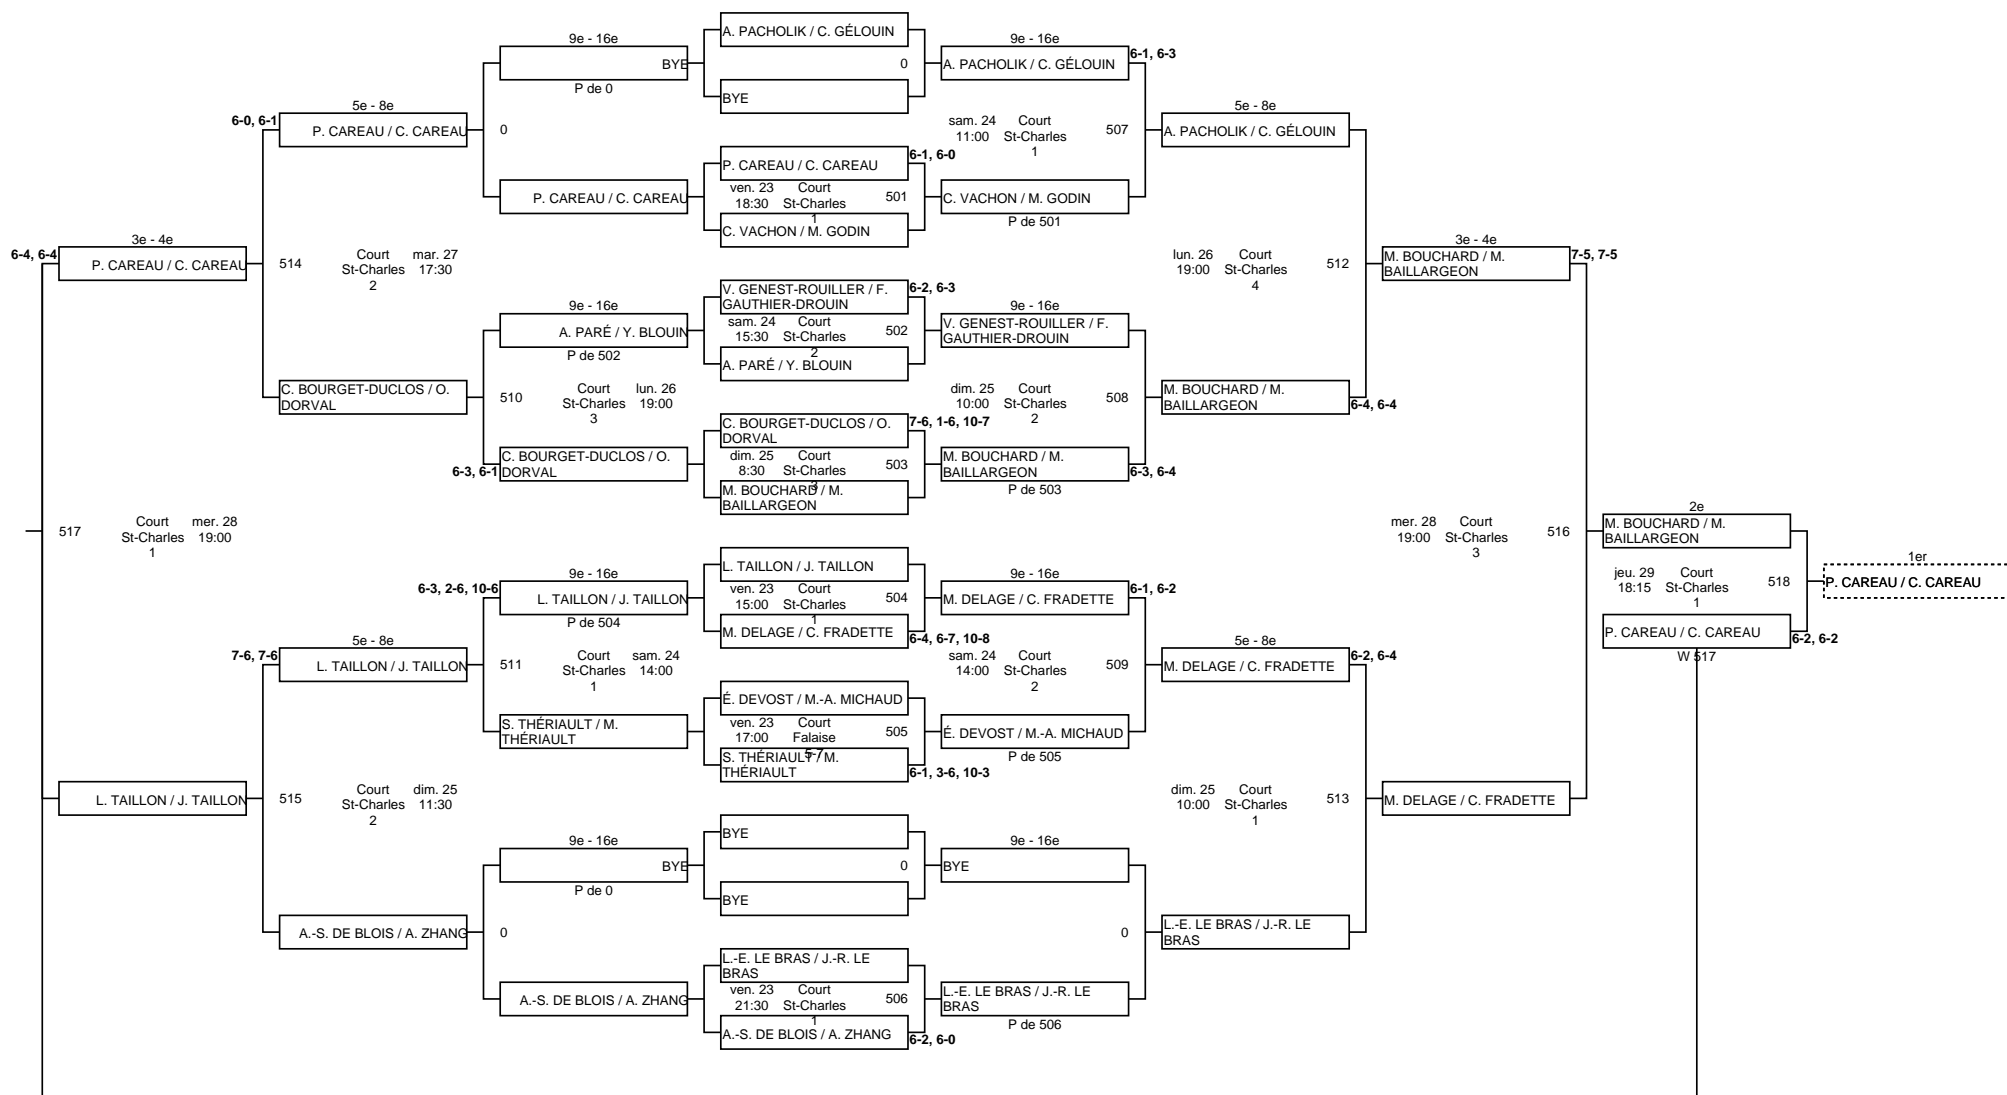 9e - 16e
BYE
P de 0
A. PACHOLIK / C. GÉLOUIN
0
BYE
9e - 16e
A. PACHOLIK / C. GÉLOUIN
6-1, 6-3
5e - 8e
6-0, 6-1
P. CAREAU / C. CAREAU
0
sam. 24 Court
11:00 St-Charles
1
507
5e - 8e
A. PACHOLIK / C. GÉLOUIN
P. CAREAU / C. CAREAU
P. CAREAU / C. CAREAU
6-1, 6-0
ven. 23 Court
18:30 St-Charles
1
501
C. VACHON / M. GODIN
C. VACHON / M. GODIN
P de 501
3e - 4e
6-4, 6-4
P. CAREAU / C. CAREAU
514
Court mar. 27
St-Charles 17:30
2
lun. 26 Court
19:00 St-Charles
4
512
3e - 4e
M. BOUCHARD / M.
BAILLARGEON
7-5, 7-5
9e - 16e
A. PARÉ / Y. BLOUIN
P de 502
V. GENEST-ROUILLER / F.
GAUTHIER-DROUIN
6-2, 6-3
sam. 24 Court
15:30 St-Charles
2
502
A. PARÉ / Y. BLOUIN
9e - 16e
V. GENEST-ROUILLER / F.
GAUTHIER-DROUIN
C. BOURGET-DUCLOS / O.
DORVAL
510
Court lun. 26
St-Charles 19:00
3
dim. 25 Court
10:00 St-Charles
2
508
M. BOUCHARD / M.
BAILLARGEON
6-4, 6-4
6-3, 6-1
C. BOURGET-DUCLOS / O.
DORVAL
C. BOURGET-DUCLOS / O.
DORVAL
7-6, 1-6, 10-7
dim. 25 Court
8:30 St-Charles
3
503
M. BOUCHARD / M.
BAILLARGEON
M. BOUCHARD / M.
BAILLARGEON
6-3, 6-4
P de 503
517
Court mer. 28
St-Charles 19:00
1
mer. 28 Court
19:00 St-Charles
3
516
2e
M. BOUCHARD / M.
BAILLARGEON
6-3, 2-6, 10-6
9e - 16e
L. TAILLON / J. TAILLON
P de 504
L. TAILLON / J. TAILLON
ven. 23 Court
15:00 St-Charles
1
504
M. DELAGE / C. FRADETTE
6-4, 6-7, 10-8
9e - 16e
M. DELAGE / C. FRADETTE
6-1, 6-2
jeu. 29 Court
18:15 St-Charles
1
518
1er
P. CAREAU / C. CAREAU
P. CAREAU / C. CAREAU
6-2, 6-2
W 517
5e - 8e
7-6, 7-6
L. TAILLON / J. TAILLON
511
Court sam. 24
St-Charles 14:00
1
sam. 24 Court
14:00 St-Charles
2
509
5e - 8e
M. DELAGE / C. FRADETTE
6-2, 6-4
S. THÉRIAULT / M.
THÉRIAULT
É. DEVOST / M.-A. MICHAUD
ven. 23 Court
17:00 Falaise
5-7
505
S. THÉRIAULT / M.
THÉRIAULT
6-1, 3-6, 10-3
É. DEVOST / M.-A. MICHAUD
P de 505
L. TAILLON / J. TAILLON
515
Court dim. 25
St-Charles 11:30
2
dim. 25 Court
10:00 St-Charles
1
513
M. DELAGE / C. FRADETTE
9e - 16e
BYE
P de 0
BYE
0
BYE
9e - 16e
BYE
A.-S. DE BLOIS / A. ZHANG
0
0
L.-E. LE BRAS / J.-R. LE
BRAS
A.-S. DE BLOIS / A. ZHANG
L.-E. LE BRAS / J.-R. LE
BRAS
ven. 23 Court
21:30 St-Charles
1
506
A.-S. DE BLOIS / A. ZHANG
6-2, 6-0
L.-E. LE BRAS / J.-R. LE
BRAS
P de 506